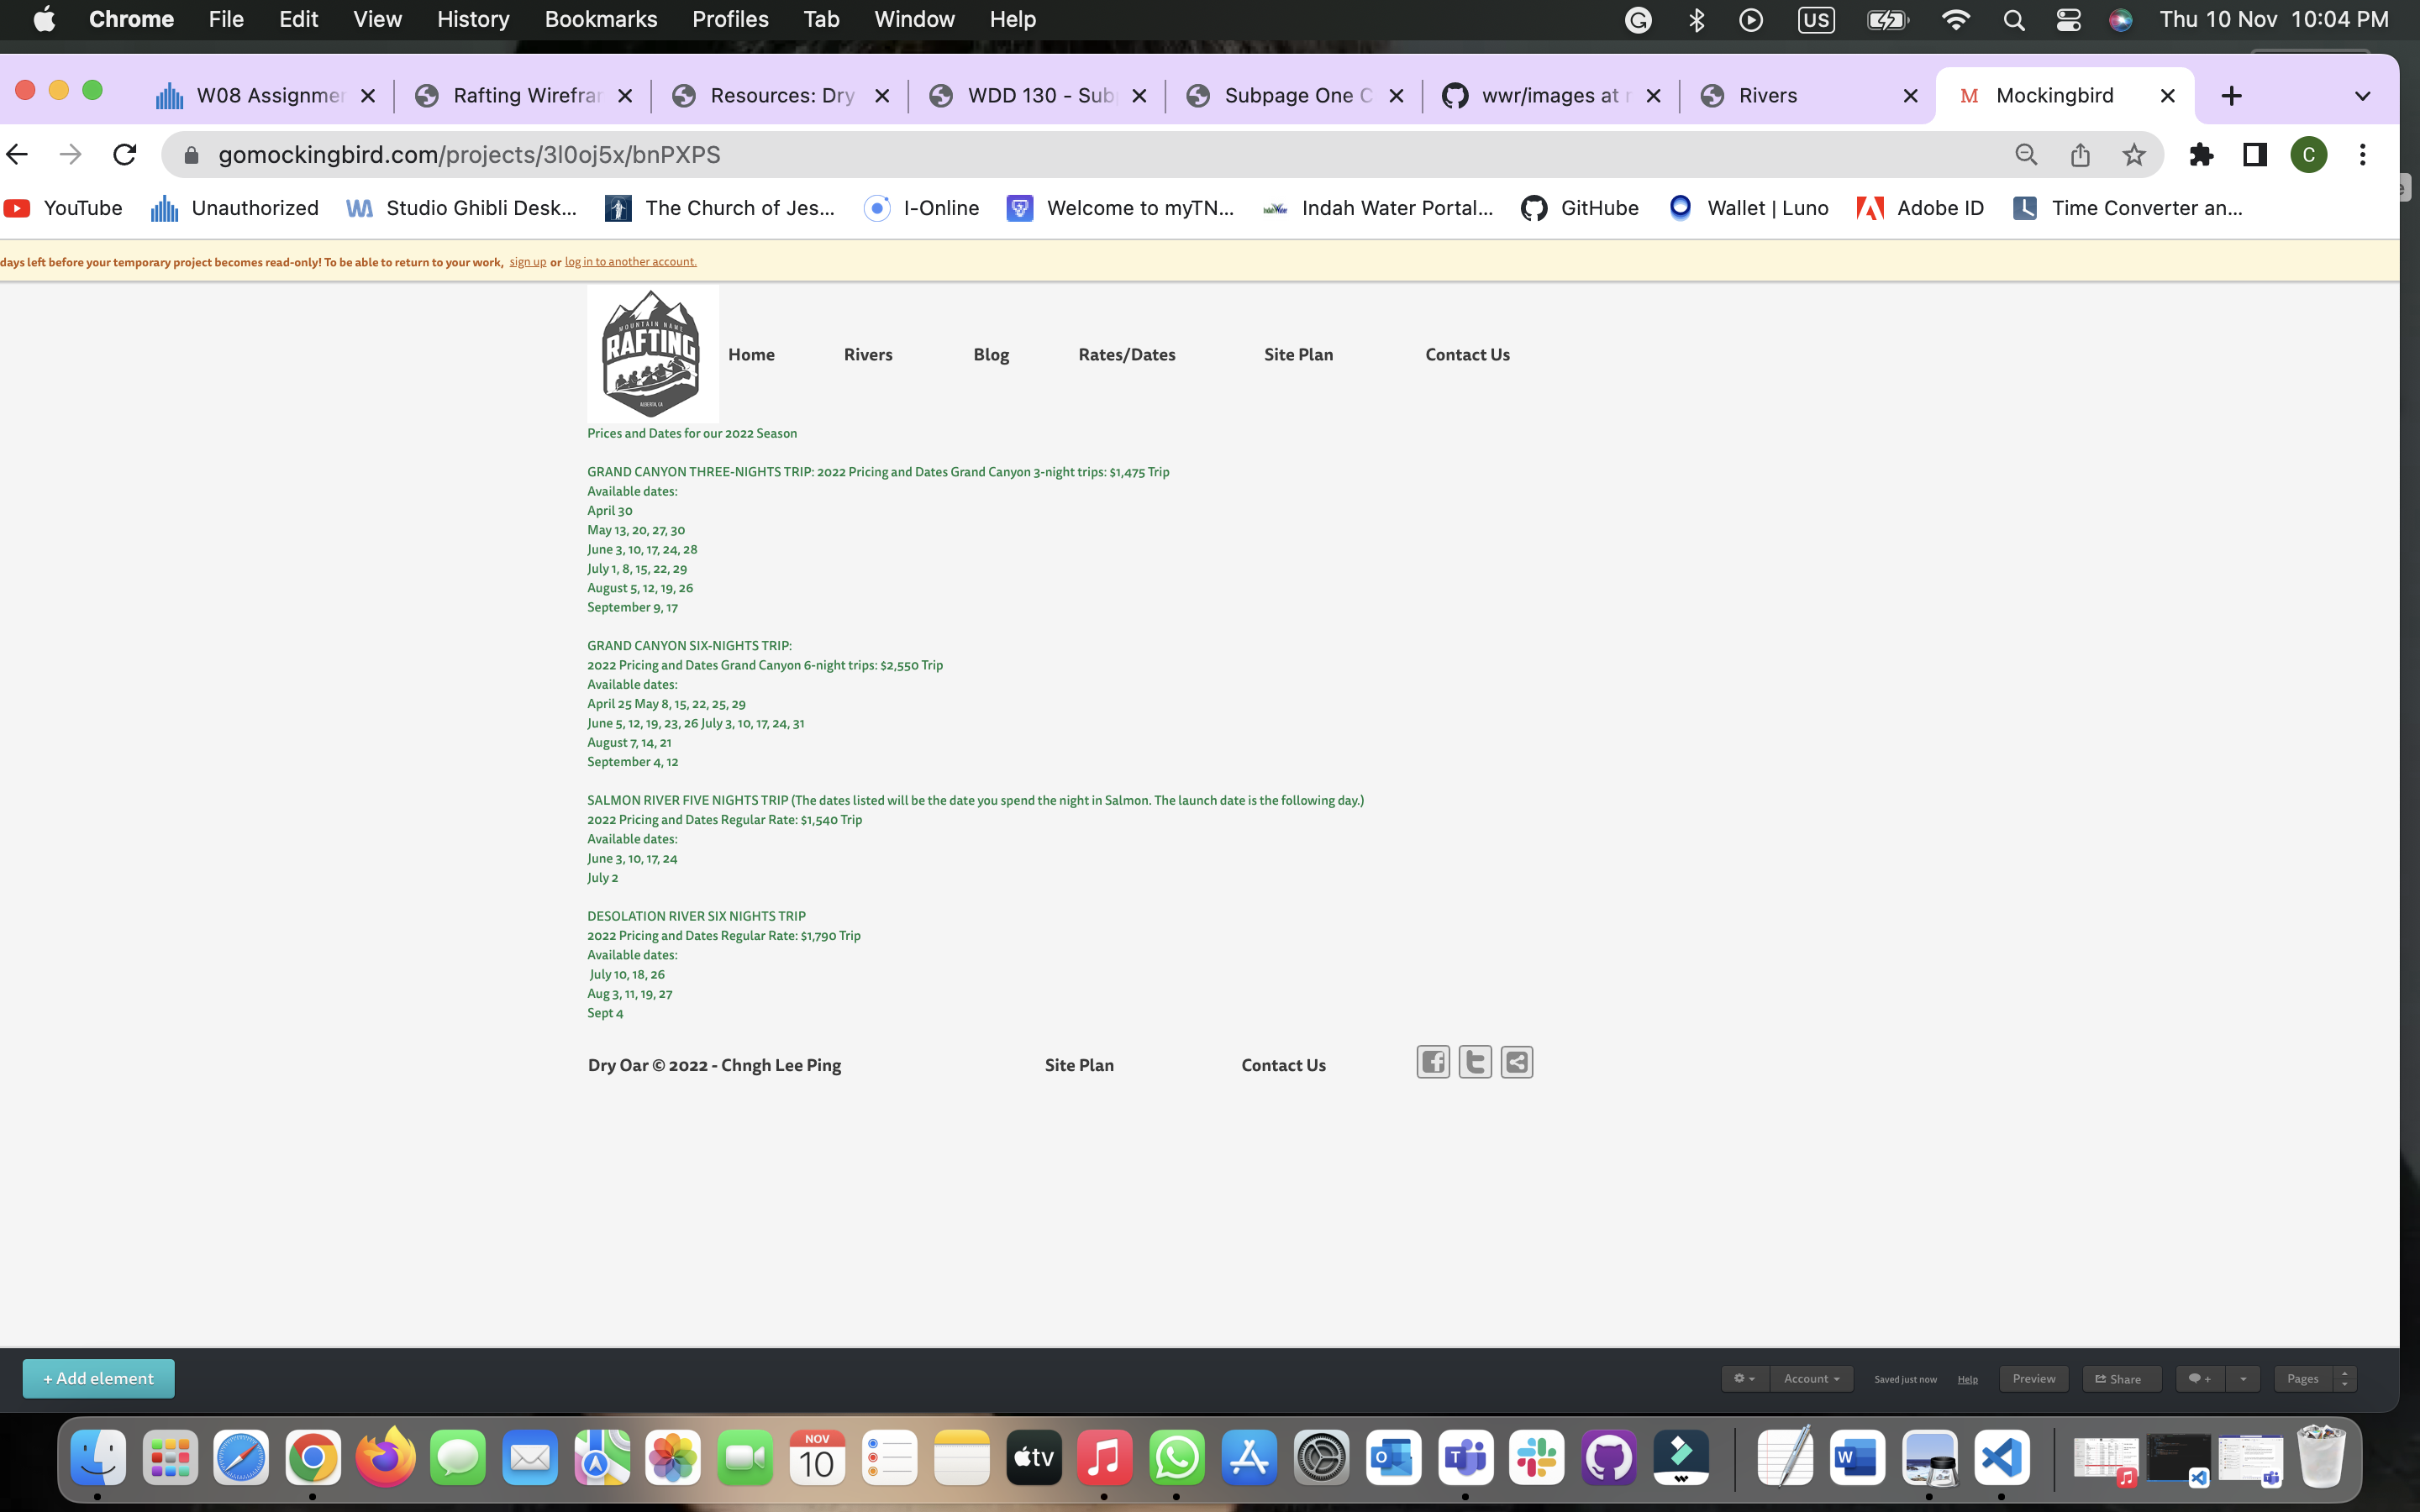 Chrome File Edit View History Bookmarks Profiles Tab Window Help US Thu 10 Nov 10:04 PM
W08 Assignmen Rafting Wirefra Resources: Dry WDD 130 - Sub Subpage One C wwr/images at Rivers M Mockingbird
gomockingbird.com/projects/3l0oj5x/bnPXPS C
YouTube Unauthorized Studio Ghibli Desk... The Church of Jes... I-Online Welcome to myTN... Indah Water Portal... GitHube Wallet | Luno Adobe ID Time Converter an...
days left before your temporary project becomes read-only! To be able to return to your work, sign up or log in to another account.
MOUNTAIN NAME
RAFTING
Home Rivers Blog Rates/Dates Site Plan Contact Us
Prices and Dates for our 2022 Season
GRAND CANYON THREE-NIGHTS TRIP: 2022 Pricing and Dates Grand Canyon 3-night trips: $1,475 Trip
Available dates:
April 30
May 13, 20, 27, 30
June 3, 10, 17, 24, 28
July 1, 8, 15, 22, 29
August 5, 12, 19, 26
September 9, 17
GRAND CANYON SIX-NIGHTS TRIP:
2022 Pricing and Dates Grand Canyon 6-night trips: $2,550 Trip
Available dates:
April 25 May 8, 15, 22, 25, 29
June 5, 12, 19, 23, 26 July 3, 10, 17, 24, 31
August 7, 14, 21
September 4, 12
SALMON RIVER FIVE NIGHTS TRIP (The dates listed will be the date you spend the night in Salmon. The launch date is the following day.)
2022 Pricing and Dates Regular Rate: $1,540 Trip
Available dates:
June 3, 10, 17, 24
July 2
DESOLATION RIVER SIX NIGHTS TRIP
2022 Pricing and Dates Regular Rate: $1,790 Trip
Available dates:
July 10, 18, 26
Aug 3, 11, 19, 27
Sept 4
Dry Oar © 2022 - Chngh Lee Ping Site Plan Contact Us
+ Add element Account Saved just now Help Preview Share + Pages
NOV
10
tv